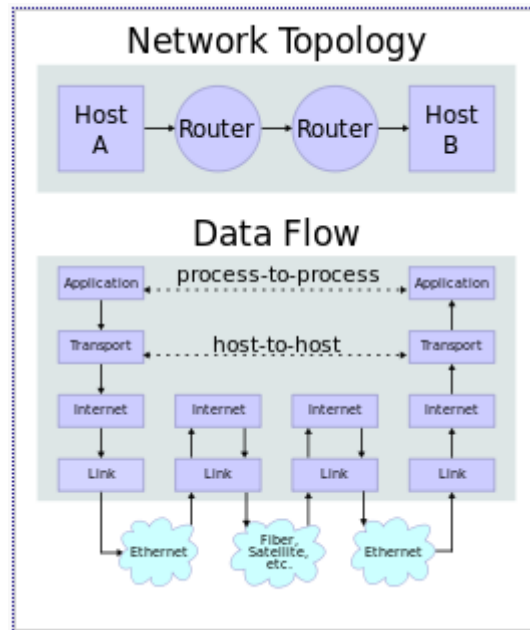 Network Topology
Host
A
Router
Router
Host
B
Data Flow
Application
process-to-process
Application
Transport
host-to-host
Transport
Internet
Internet
Internet
Internet
Link
Link
Link
Link
Ethernet
Fiber,
Satellite,
etc.
Ethernet